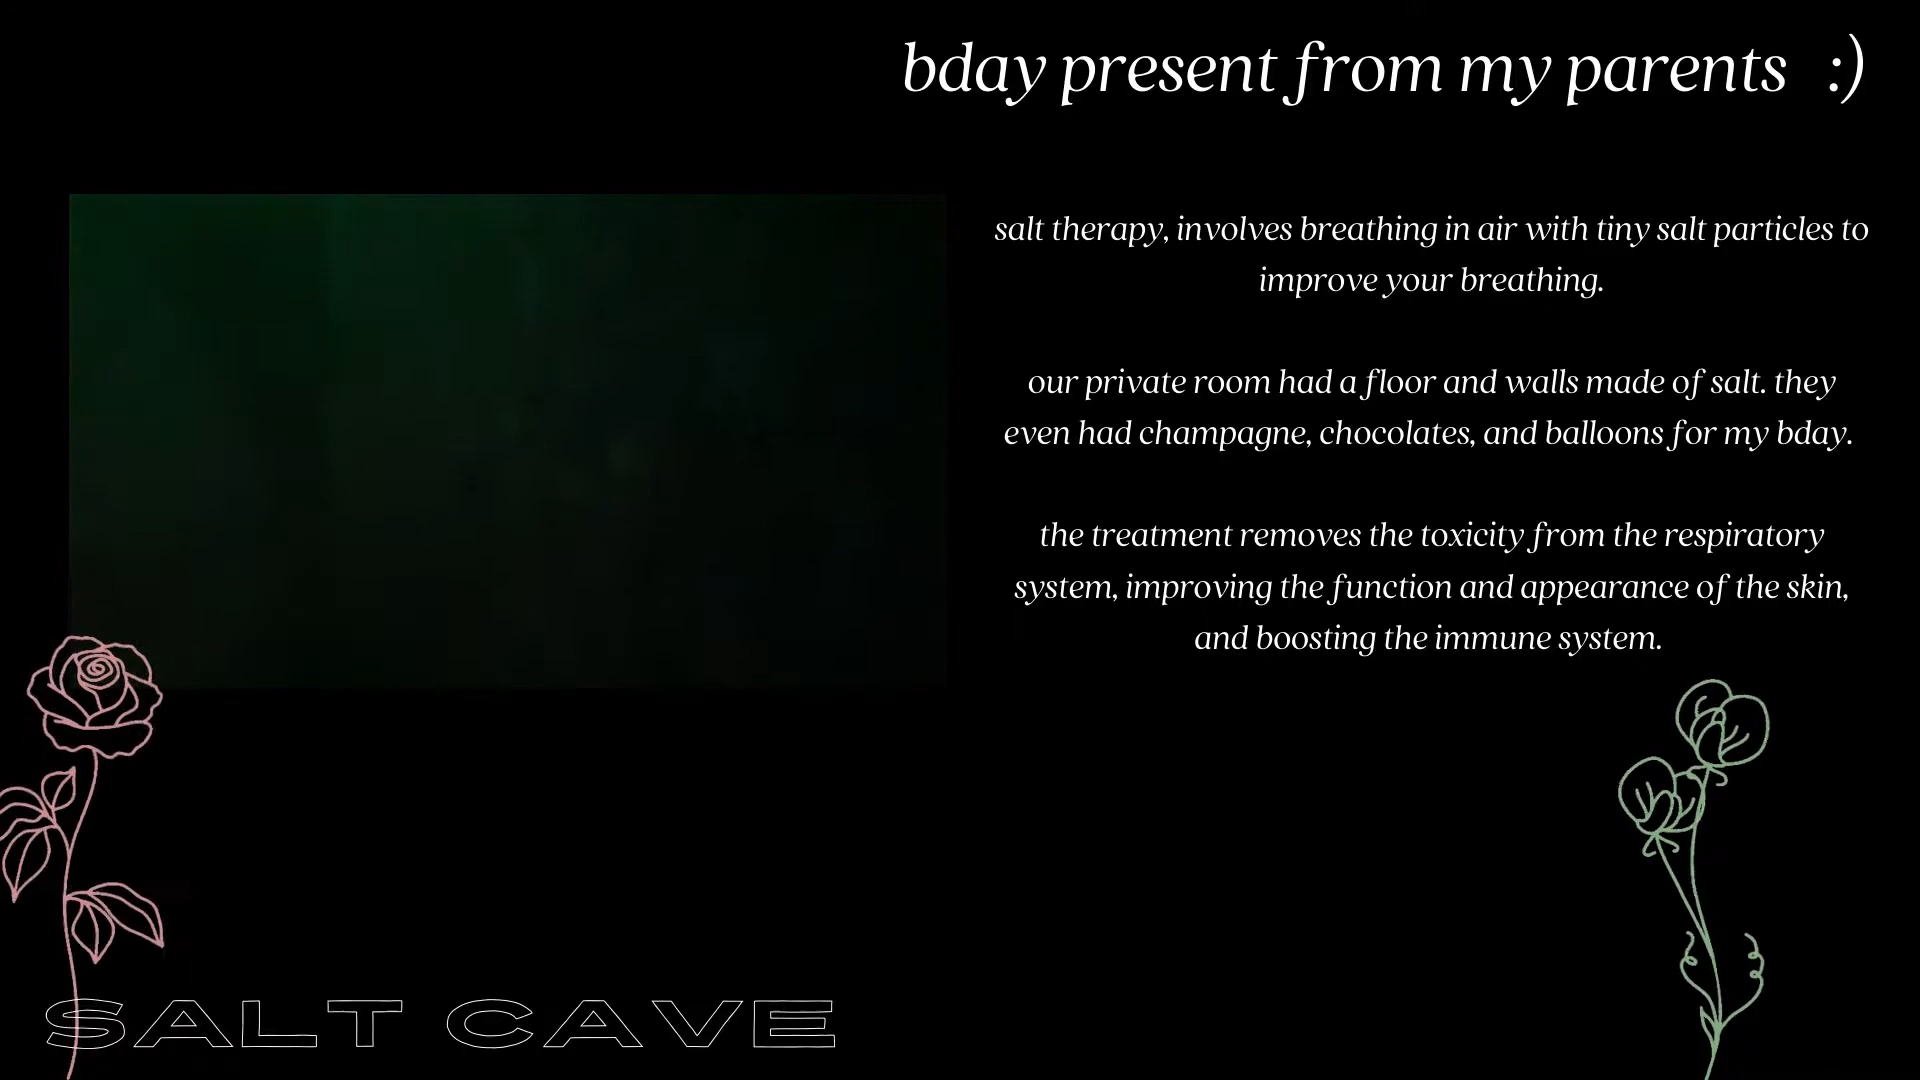 bday present from my parents :)
salt therapy, involves breathing in air with tiny salt particles to
improve your breathing.
our private room had a floor and walls made of salt. they
even had champagne, chocolates, and balloons for my bday.
the treatment removes the toxicity from the respiratory
system, improving the function and appearance of the skin,
and boosting the immune system.
SALT CAVE